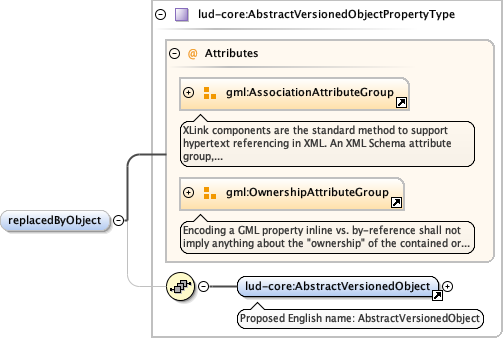 lud-core:AbstractVersionedObjectPropertyType
@ Attributes
gml:AssociationAttributeGroup
XLink components are the standard method to support
hypertext referencing in XML. An XML Schema attribute
group,...
gml:OwnershipAttributeGroup
Encoding a GML property inline vs. by-reference shall not
imply anything about the "ownership" of the contained or...
replacedByObject
lud-core:AbstractVersionedObject
Proposed English name: AbstractVersionedObject